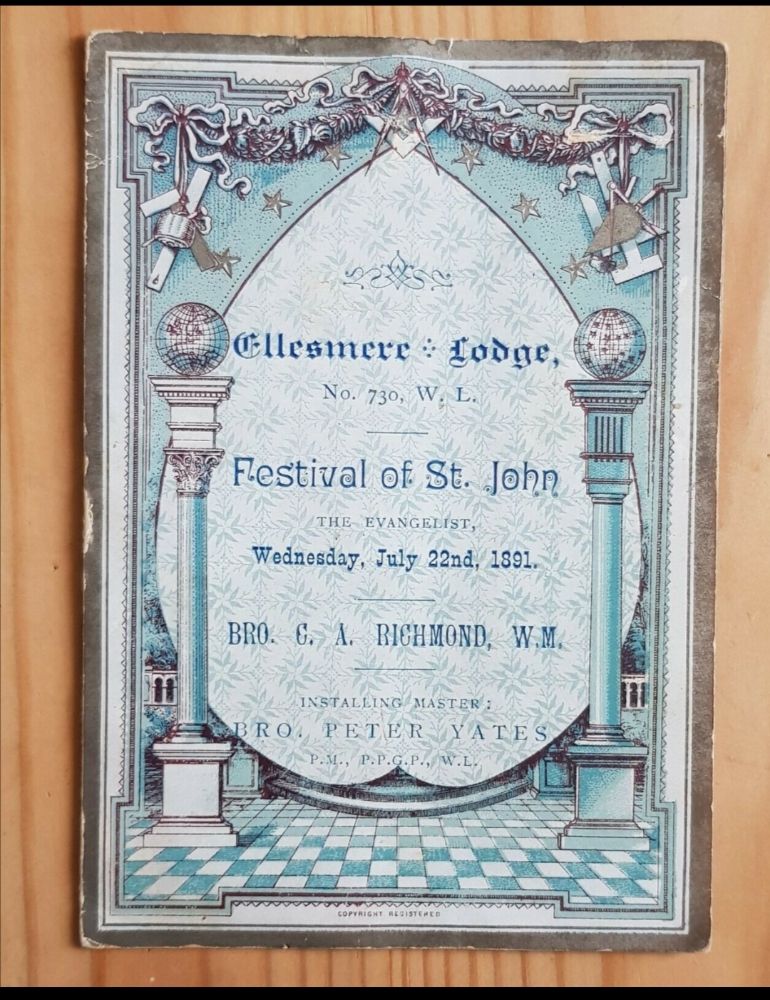 Ellesmere Lodge,
No. 730, W. L.
Festival of St. John
THE EVANGELIST,
Wednesday, July 22nd, 1891.
BRO. C. A. RICHMOND, W.M.
INSTALLING MASTER:
BRO. PETER YATES
P.M., P.P.G.P., W.L.
COPYRIGHT REGISTERED